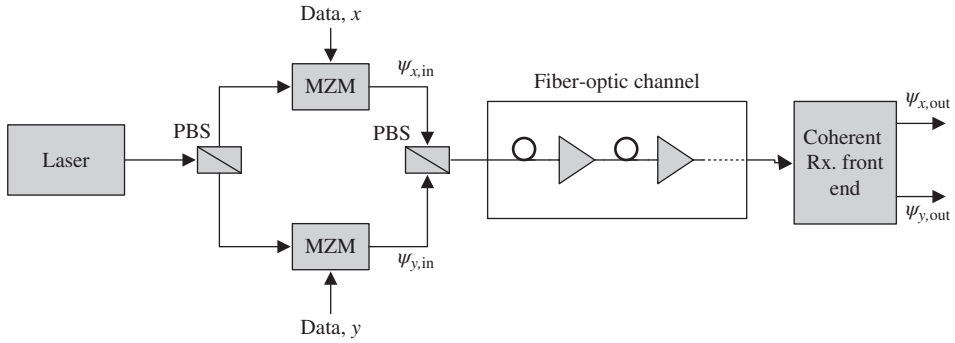 Data, x
MZM
ψx,in
Fiber-optic channel
PBS
PBS
ψx,out
Laser
Coherent
Rx. front
end
MZM
ψy,in
ψy,out
Data, y